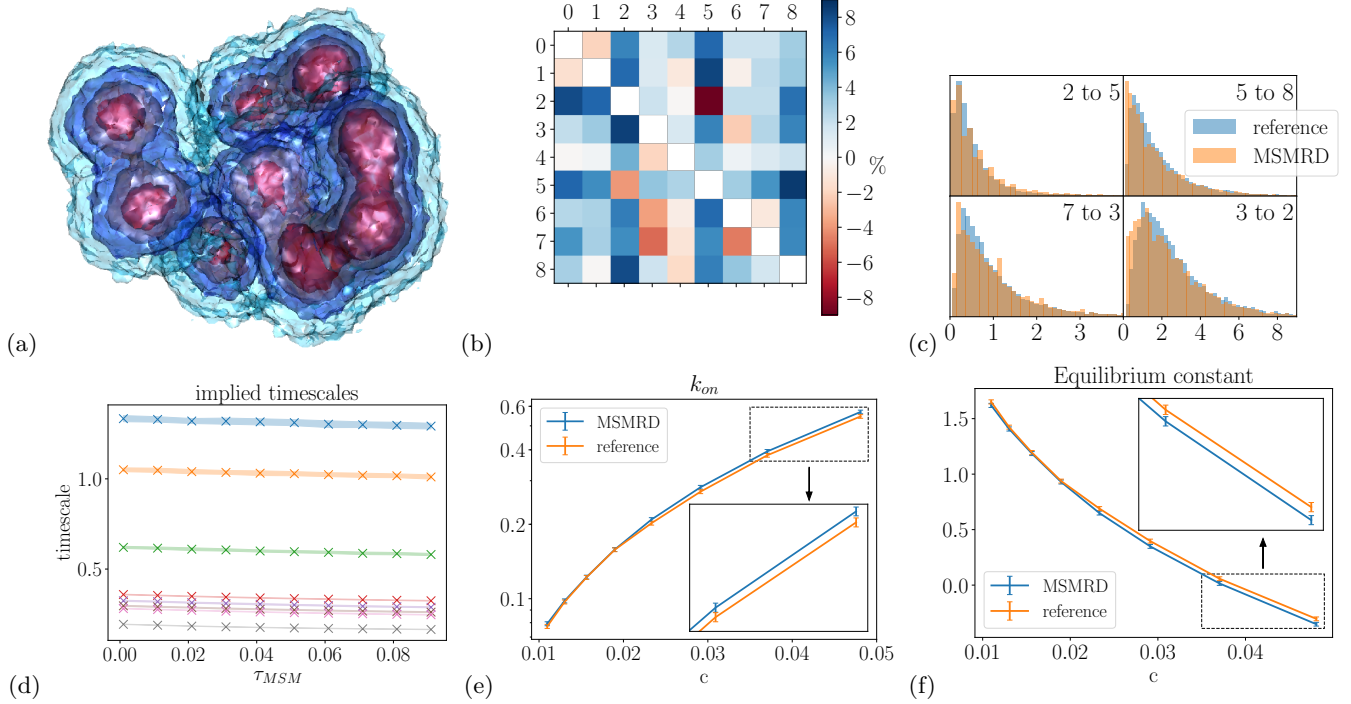 (a)
0 1 2 3 4 5 6 7 8
0
1
2
3
4
5
6
7
8
8
6
4
2
0
−2
−4
−6
−8
%
(b)
2 to 5
5 to 8
reference
MSMRD
7 to 3
3 to 2
0 1 2 3 0 2 4 6 8
(c)
implied timescales
1.0
0.5
timescale
0.00 0.02 0.04 0.06 0.08
τ_MSM
(d)
k_on
0.6
0.4
0.2
0.1
MSMRD
reference
0.01 0.02 0.03 0.04 0.05
c
(e)
Equilibrium constant
1.5
1.0
0.5
0.0
MSMRD
reference
0.01 0.02 0.03 0.04
c
(f)